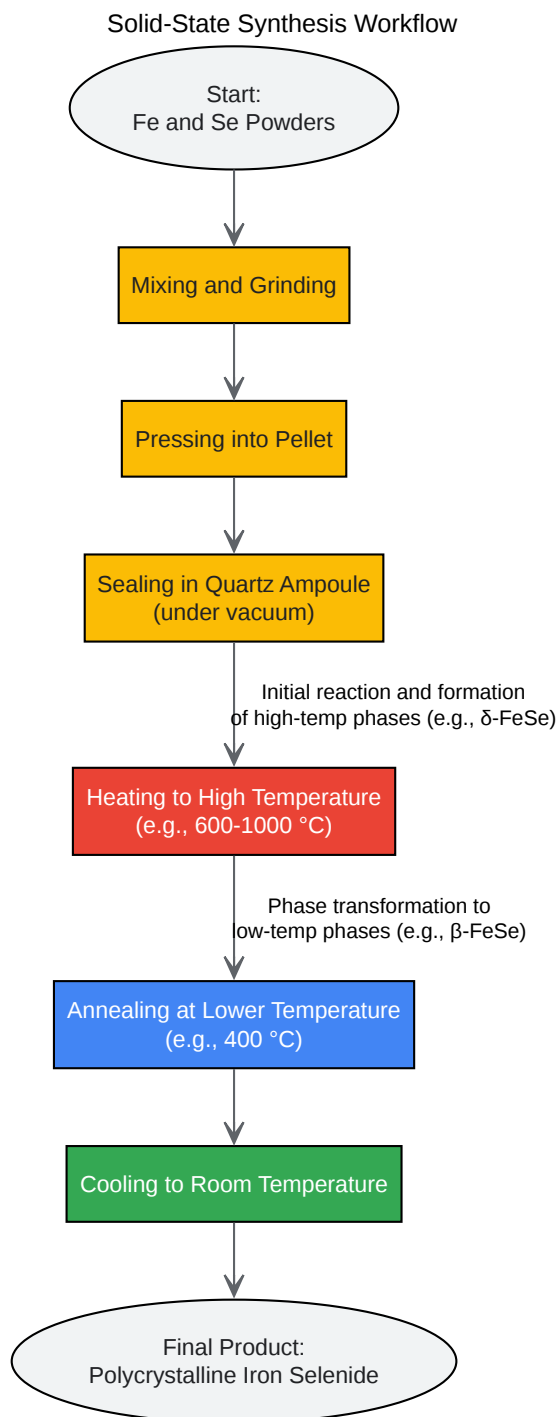 Solid-State Synthesis Workflow
Start:
Fe and Se Powders
Mixing and Grinding
Pressing into Pellet
Sealing in Quartz Ampoule
(under vacuum)
Initial reaction and formation
of high-temp phases (e.g., δ-FeSe)
Heating to High Temperature
(e.g., 600-1000 °C)
Phase transformation to
low-temp phases (e.g., β-FeSe)
Annealing at Lower Temperature
(e.g., 400 °C)
Cooling to Room Temperature
Final Product:
Polycrystalline Iron Selenide